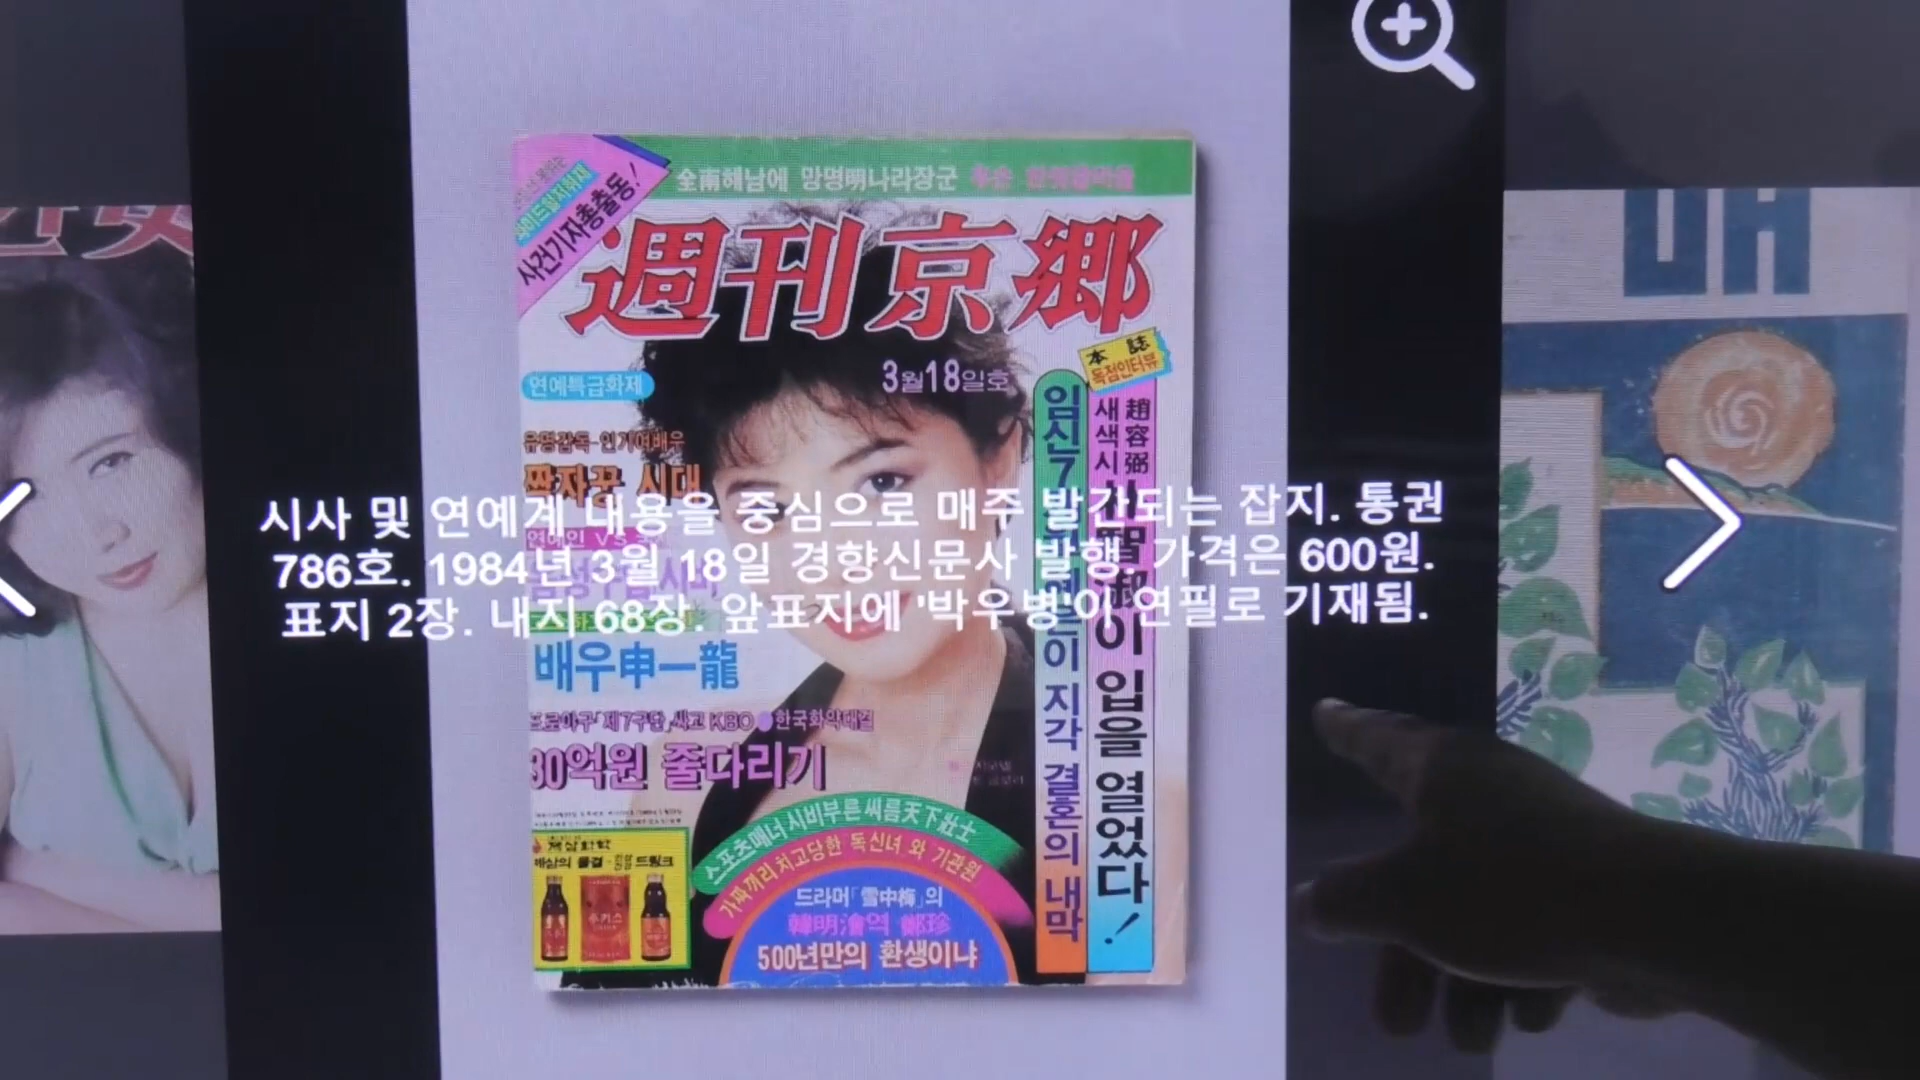 사건기자총출동!
全南해남에 망명明나라장군
週刊京郷
3월18일호
本誌
독점인터뷰
연예특급화제
유명감독-인기여배우
짝자꿍 시대
시사 및 연예계 내용을 중심으로 매주 발간되는 잡지. 통권
786호. 1984년 3월 18일 경향신문사 발행. 가격은 600원.
표지 2장. 내지 68장. 앞표지에 '박우병'이 연필로 기재됨.
배우申一龍
프로야구「제7구단」싸고 KBO●한국화약대결
30억원 줄다리기
趙容弼
새색시
이 입을 열었다!
임신7
이 지각 결혼의 내막
스포츠매너 시비부른 씨름天下壯士
가짜끼리 치고당한 독신녀 와 기관원
드라머「雪中梅」의
韓明澮역 鄭珍
500년만의 환생이냐
드링크